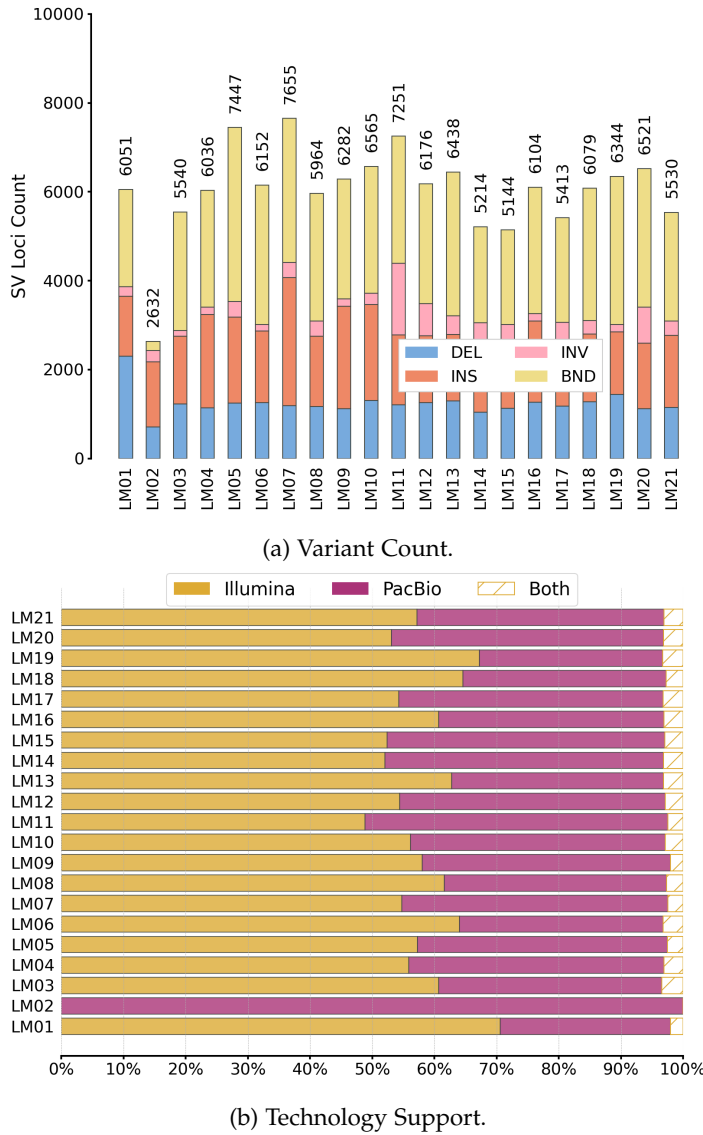 10000
8000
6000
4000
2000
0
SV Loci Count
6051
2632
5540
6036
7447
6152
7655
5964
6282
6565
7251
6176
6438
5214
5144
6104
5413
6079
6344
6521
5530
DEL
INS
INV
BND
LM01
LM02
LM03
LM04
LM05
LM06
LM07
LM08
LM09
LM10
LM11
LM12
LM13
LM14
LM15
LM16
LM17
LM18
LM19
LM20
LM21
(a) Variant Count.
Illumina PacBio Both
LM21
LM20
LM19
LM18
LM17
LM16
LM15
LM14
LM13
LM12
LM11
LM10
LM09
LM08
LM07
LM06
LM05
LM04
LM03
LM02
LM01
0% 10% 20% 30% 40% 50% 60% 70% 80% 90% 100%
(b) Technology Support.